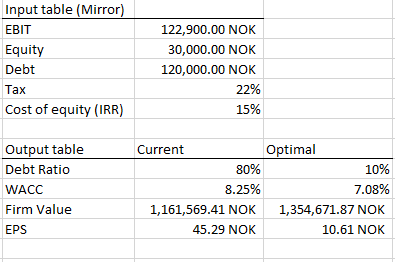 Input table (Mirror)
EBIT 122,900.00 NOK
Equity 30,000.00 NOK
Debt 120,000.00 NOK
Tax 22%
Cost of equity (IRR) 15%
Output table Current Optimal
Debt Ratio 80% 10%
WACC 8.25% 7.08%
Firm Value 1,161,569.41 NOK 1,354,671.87 NOK
EPS 45.29 NOK 10.61 NOK